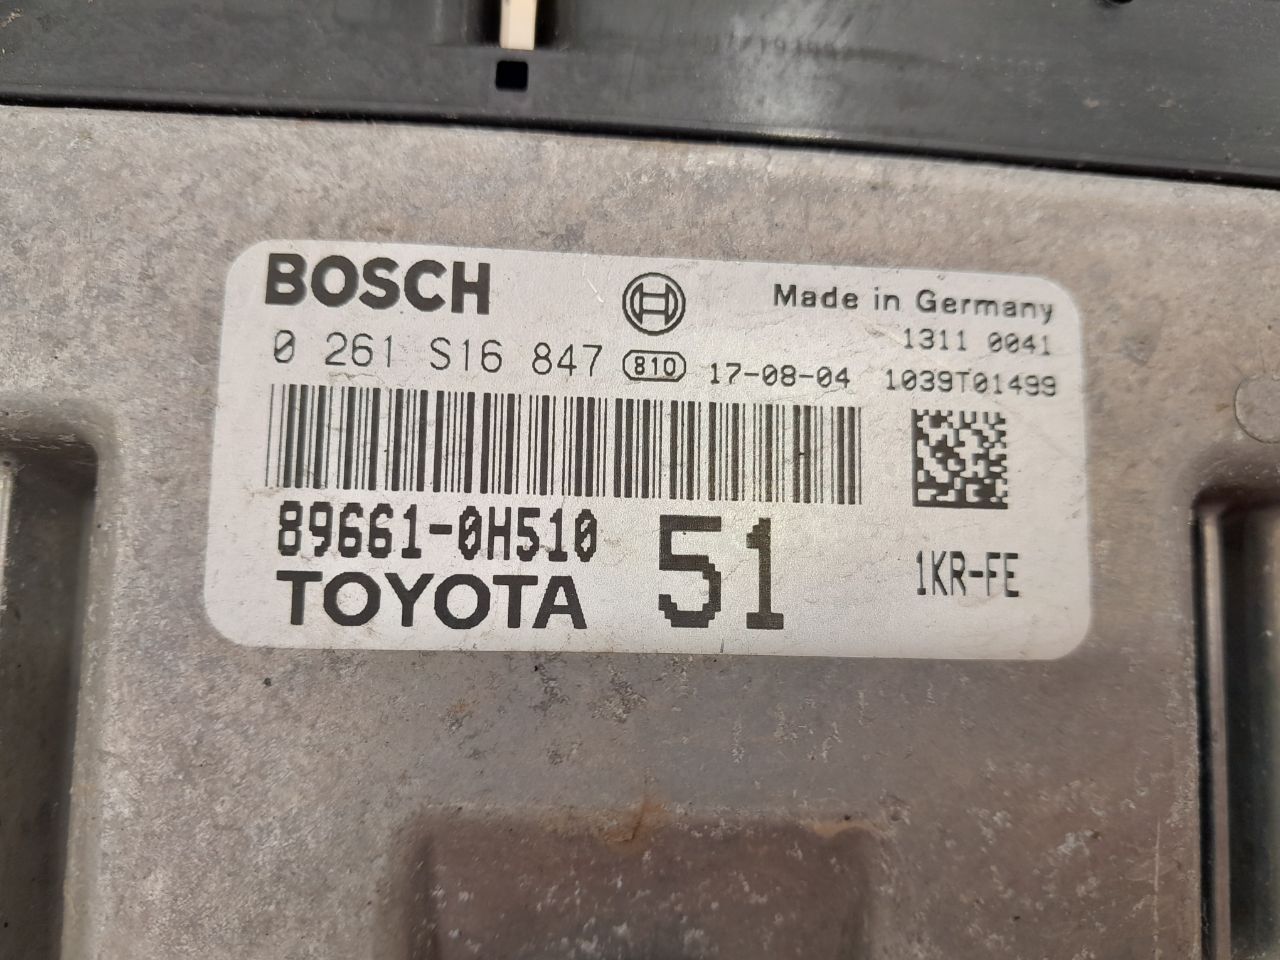 BOSCH
Made in Germany
1311 0041
0 261 S16 847 810 17-08-04 1039T01499
89661-0H510
51
TOYOTA
1KR-FE